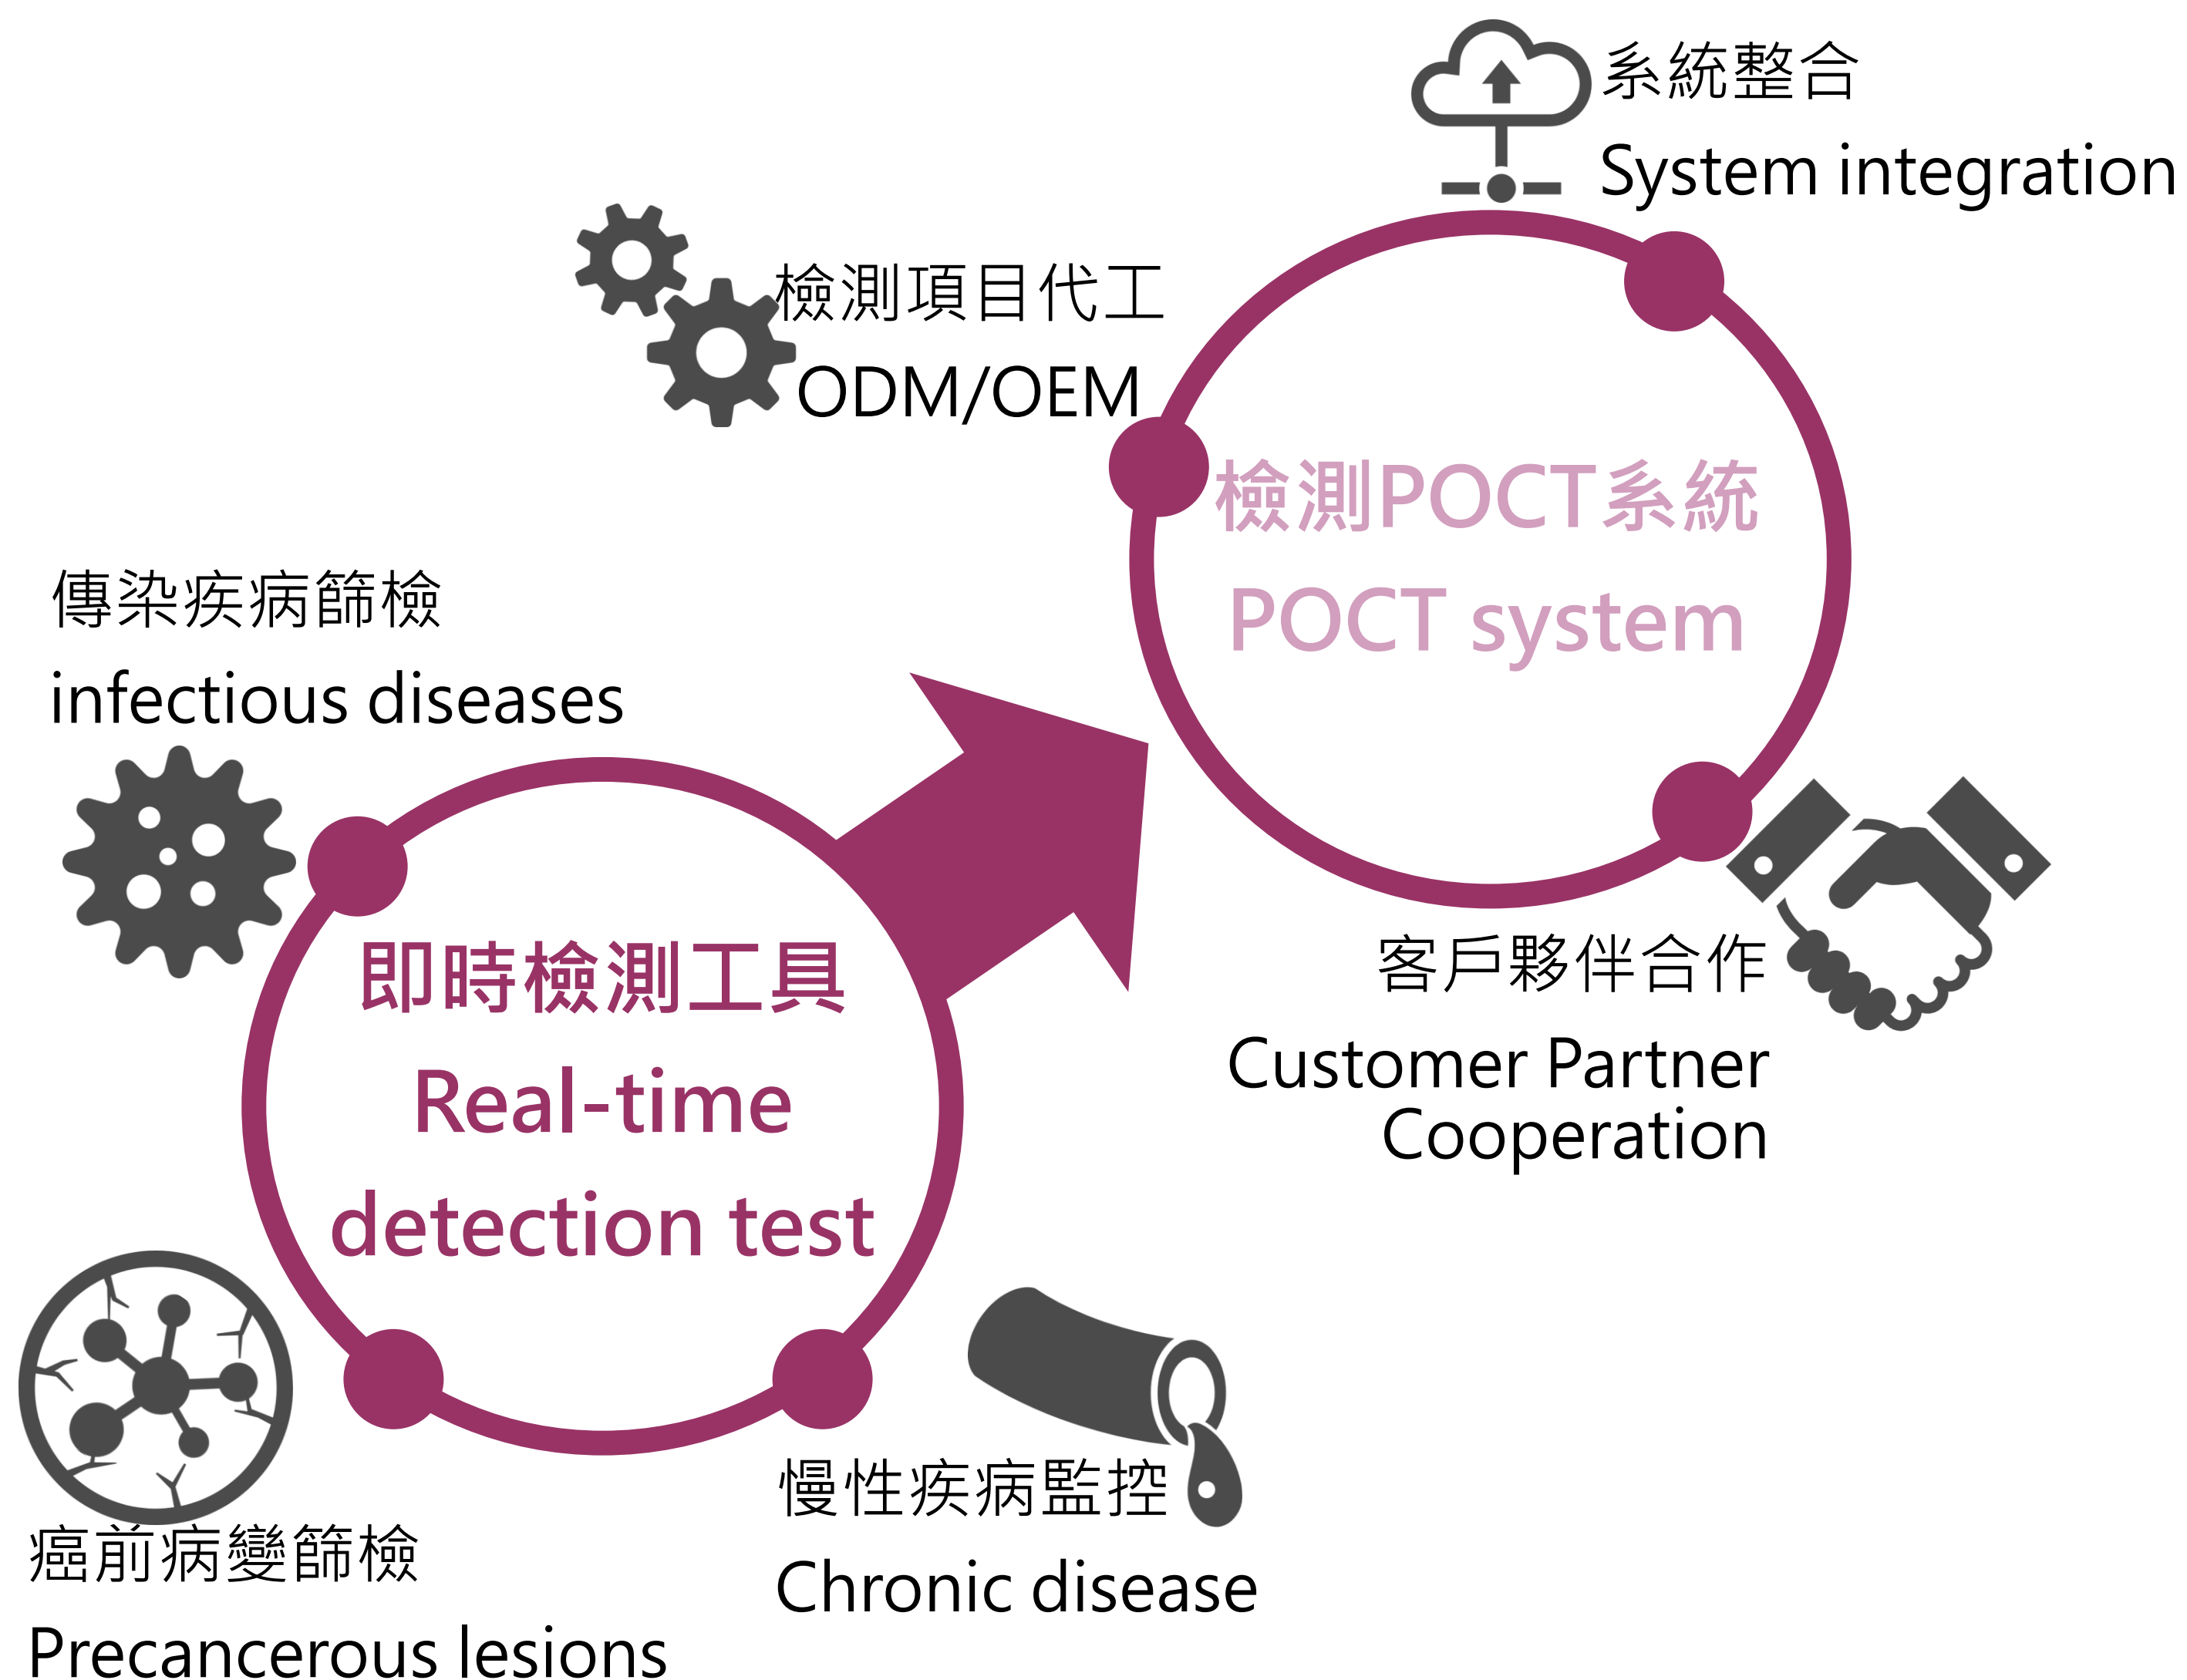 系統整合
System integration
檢測項目代工
ODM/OEM
檢測POCT系統
POCT system
傳染疾病篩檢
infectious diseases
客戶夥伴合作
Customer Partner
Cooperation
即時檢測工具
Real-time
detection test
慢性疾病監控
Chronic disease
癌前病變篩檢
Precancerous lesions